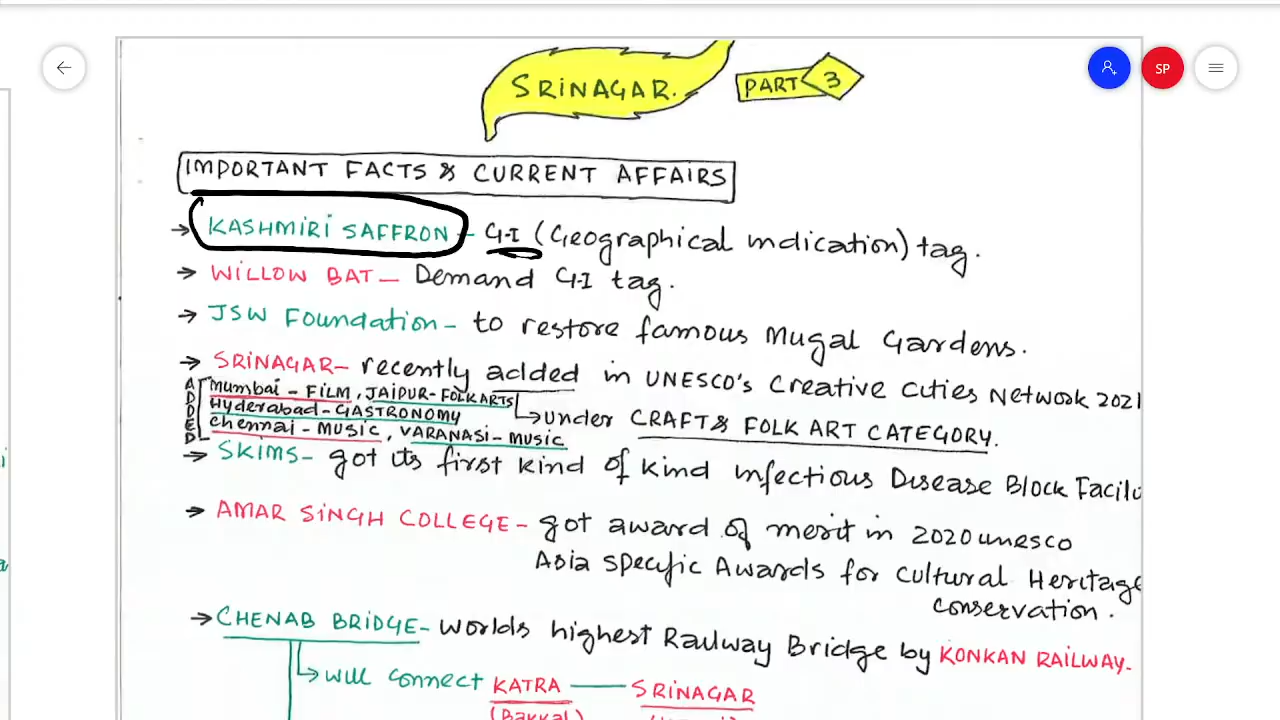 SRINAGAR.
PART 3
SP
IMPORTANT FACTS & CURRENT AFFAIRS
→ KASHMIRI SAFFRON - G-I (Geographical indication) tag.
→ WILLOW BAT - Demand G-I tag.
→ JSW Foundation - to restore famous Mugal Gardens.
→ SRINAGAR - recently added in UNESCO's Creative Cities Network 2021
ADDED
Mumbai - FILM, JAIPUR - FOLK ARTS
Hyderabad - GASTRONOMY
Chennai - MUSIC, VARANASI - MUSIC
→ under CRAFT & FOLK ART CATEGORY.
→ SKIMS - got its first kind of kind infectious Disease Block Facili
→ AMAR SINGH COLLEGE - got award of merit in 2020 unesco
Asia specific Awards for cultural Heritage
conservation.
→ CHENAB BRIDGE - worlds highest Railway Bridge by KONKAN RAILWAY-
→ will connect KATRA — SRINAGAR
(Bakkal)